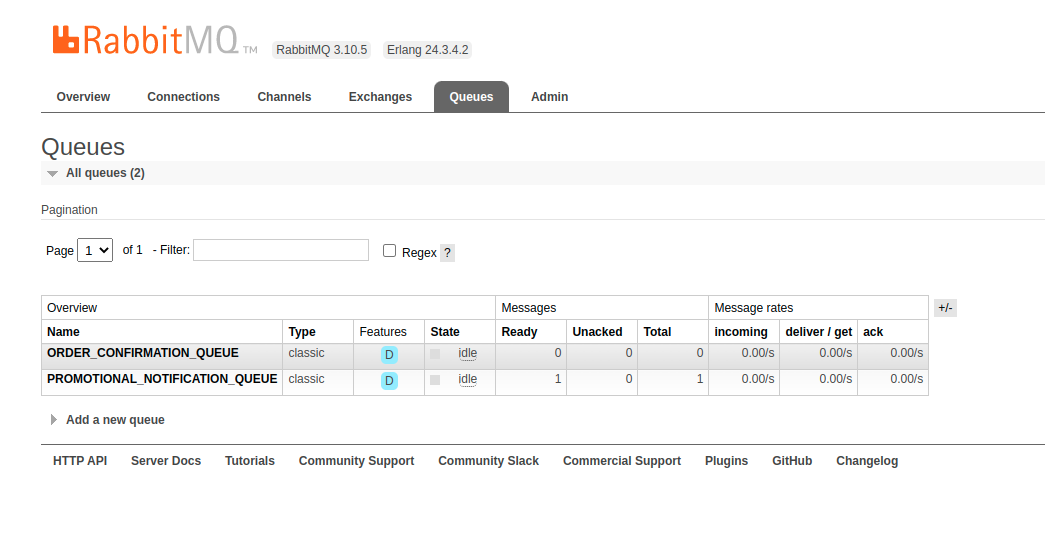 RabbitMQ TM RabbitMQ 3.10.5 Erlang 24.3.4.2
Overview Connections Channels Exchanges Queues Admin
Queues
All queues (2)
Pagination
Page 1 of 1 - Filter: Regex ?
Overview Messages Message rates +/-
Name Type Features State Ready Unacked Total incoming deliver / get ack
ORDER_CONFIRMATION_QUEUE classic D idle 0 0 0 0.00/s 0.00/s 0.00/s
PROMOTIONAL_NOTIFICATION_QUEUE classic D idle 1 0 1 0.00/s 0.00/s 0.00/s
Add a new queue
HTTP API Server Docs Tutorials Community Support Community Slack Commercial Support Plugins GitHub Changelog